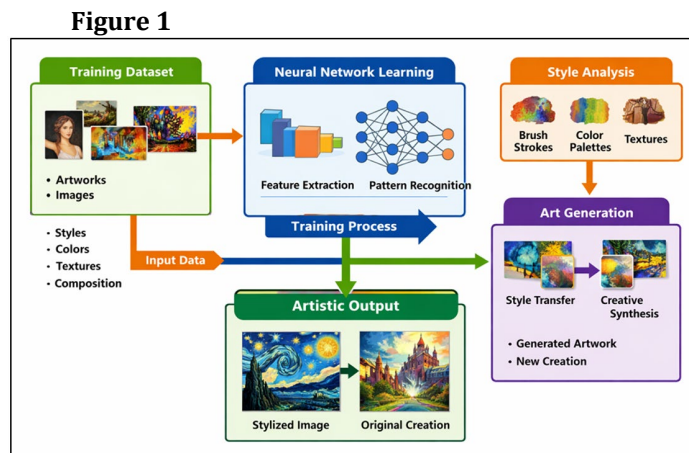 Figure 1
Training Dataset
• Artworks
• Images
• Styles
• Colors
• Textures
• Composition
Input Data
Neural Network Learning
Feature Extraction
Pattern Recognition
Training Process
Style Analysis
Brush
Strokes
Color
Palettes
Textures
Art Generation
Style Transfer
Creative
Synthesis
• Generated Artwork
• New Creation
Artistic Output
Stylized Image
Original Creation